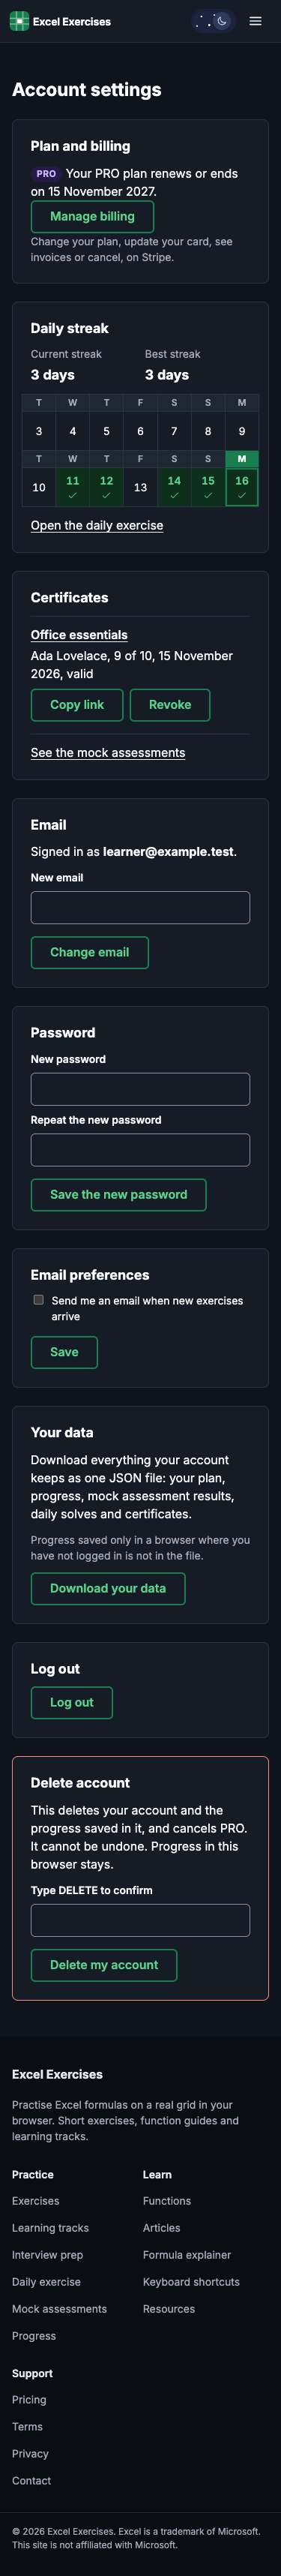 Excel Exercises
Account settings
Plan and billing
PRO Your PRO plan renews or ends
on 15 November 2027.
Manage billing
Change your plan, update your card, see
invoices or cancel, on Stripe.
Daily streak
Current streak Best streak
3 days 3 days
T W T F S S M
3 4 5 6 7 8 9
T W T F S S M
10 11 12 13 14 15 16
Open the daily exercise
Certificates
Office essentials
Ada Lovelace, 9 of 10, 15 November
2026, valid
Copy link Revoke
See the mock assessments
Email
Signed in as learner@example.test.
New email
Change email
Password
New password
Repeat the new password
Save the new password
Email preferences
Send me an email when new exercises
arrive
Save
Your data
Download everything your account
keeps as one JSON file: your plan,
progress, mock assessment results,
daily solves and certificates.
Progress saved only in a browser where you
have not logged in is not in the file.
Download your data
Log out
Log out
Delete account
This deletes your account and the
progress saved in it, and cancels PRO.
It cannot be undone. Progress in this
browser stays.
Type DELETE to confirm
Delete my account
Excel Exercises
Practise Excel formulas on a real grid in your
browser. Short exercises, function guides and
learning tracks.
Practice
Exercises
Learning tracks
Interview prep
Daily exercise
Mock assessments
Progress
Learn
Functions
Articles
Formula explainer
Keyboard shortcuts
Resources
Support
Pricing
Terms
Privacy
Contact
© 2026 Excel Exercises. Excel is a trademark of Microsoft.
This site is not affiliated with Microsoft.